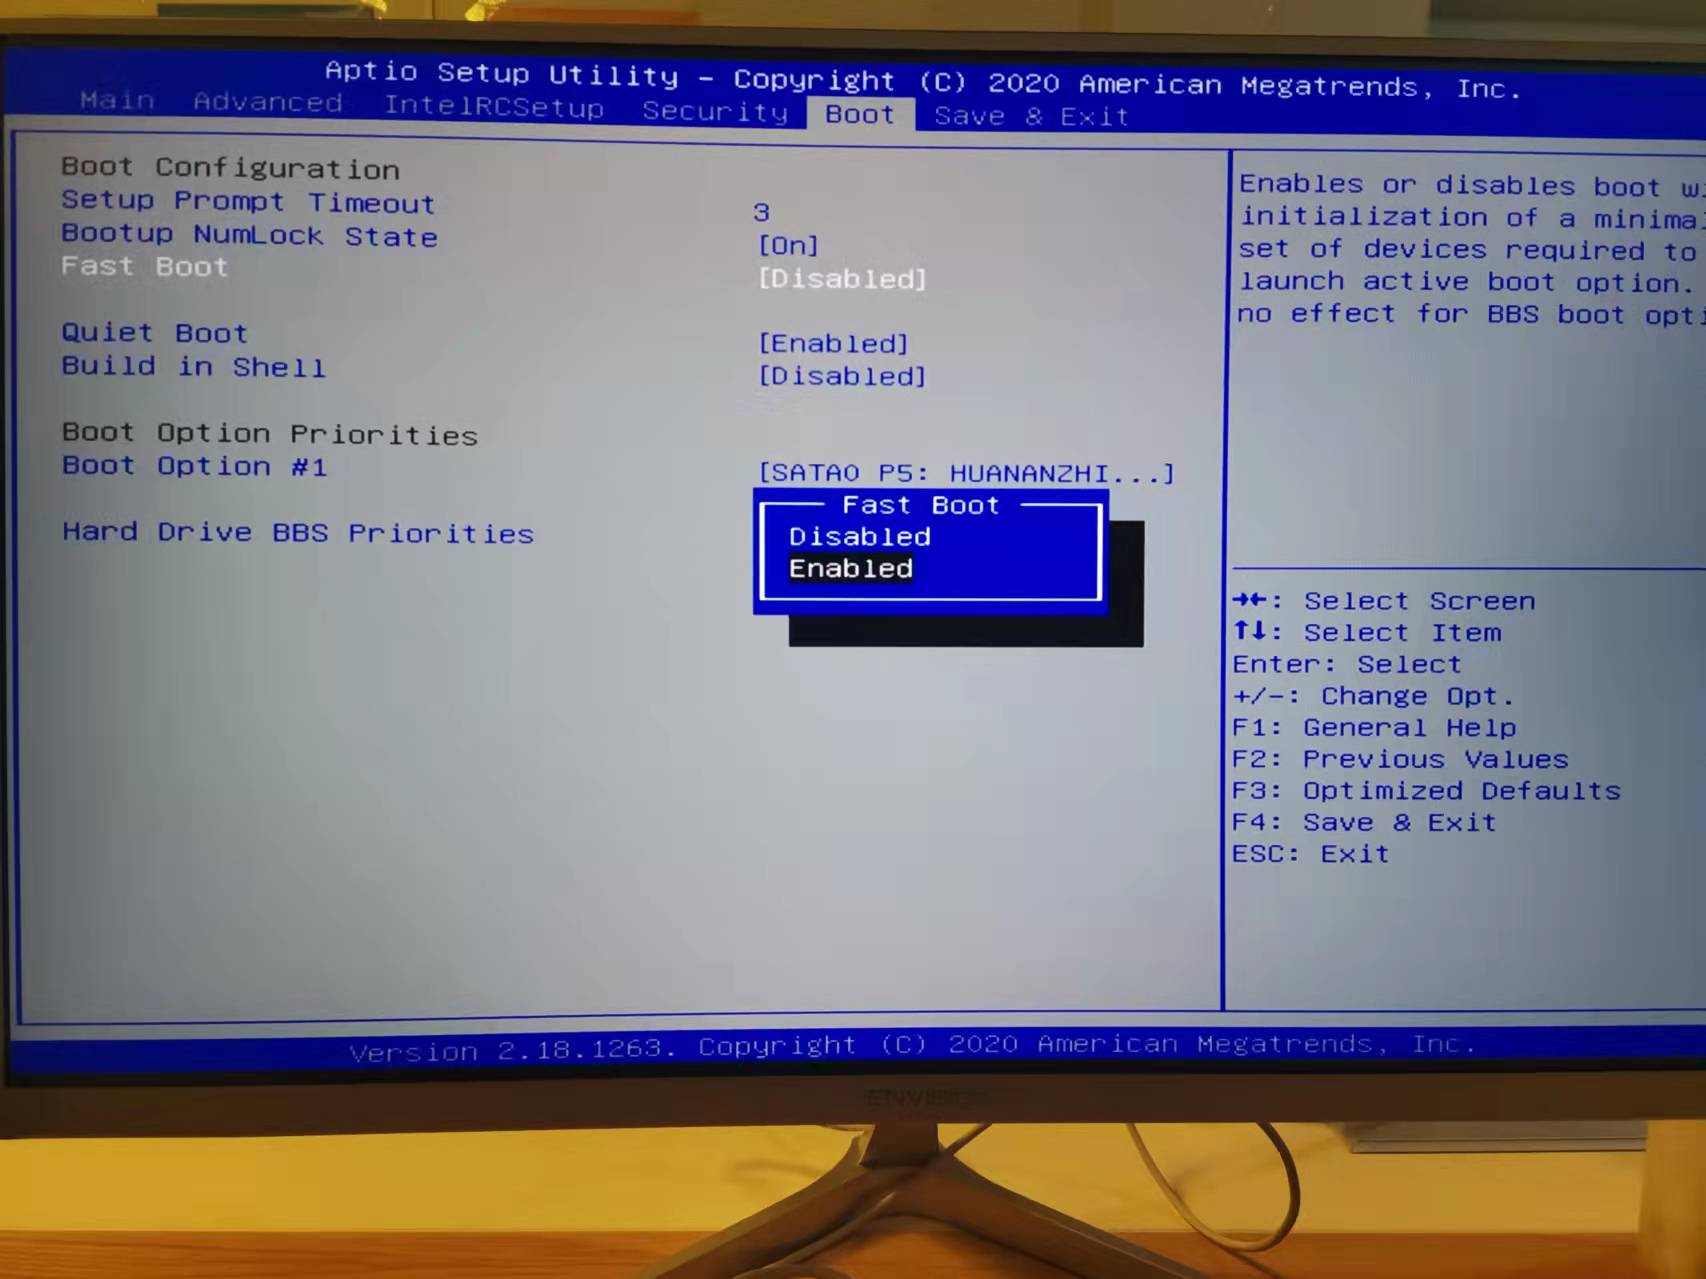 Aptio Setup Utility - Copyright (C) 2020 American Megatrends, Inc.
Main Advanced IntelRCSetup Security Boot Save & Exit
Boot Configuration
Setup Prompt Timeout 3
Bootup NumLock State [On]
Fast Boot [Disabled]
Quiet Boot [Enabled]
Build in Shell [Disabled]
Boot Option Priorities
Boot Option #1 [SATA0 P5: HUANANZHI...]
Hard Drive BBS Priorities
Fast Boot
Disabled
Enabled
Enables or disables boot
initialization of a minimal
set of devices required to
launch active boot option.
no effect for BBS boot
→←: Select Screen
↑↓: Select Item
Enter: Select
+/-: Change Opt.
F1: General Help
F2: Previous Values
F3: Optimized Defaults
F4: Save & Exit
ESC: Exit
Version 2.18.1263. Copyright (C) 2020 American Megatrends, Inc.